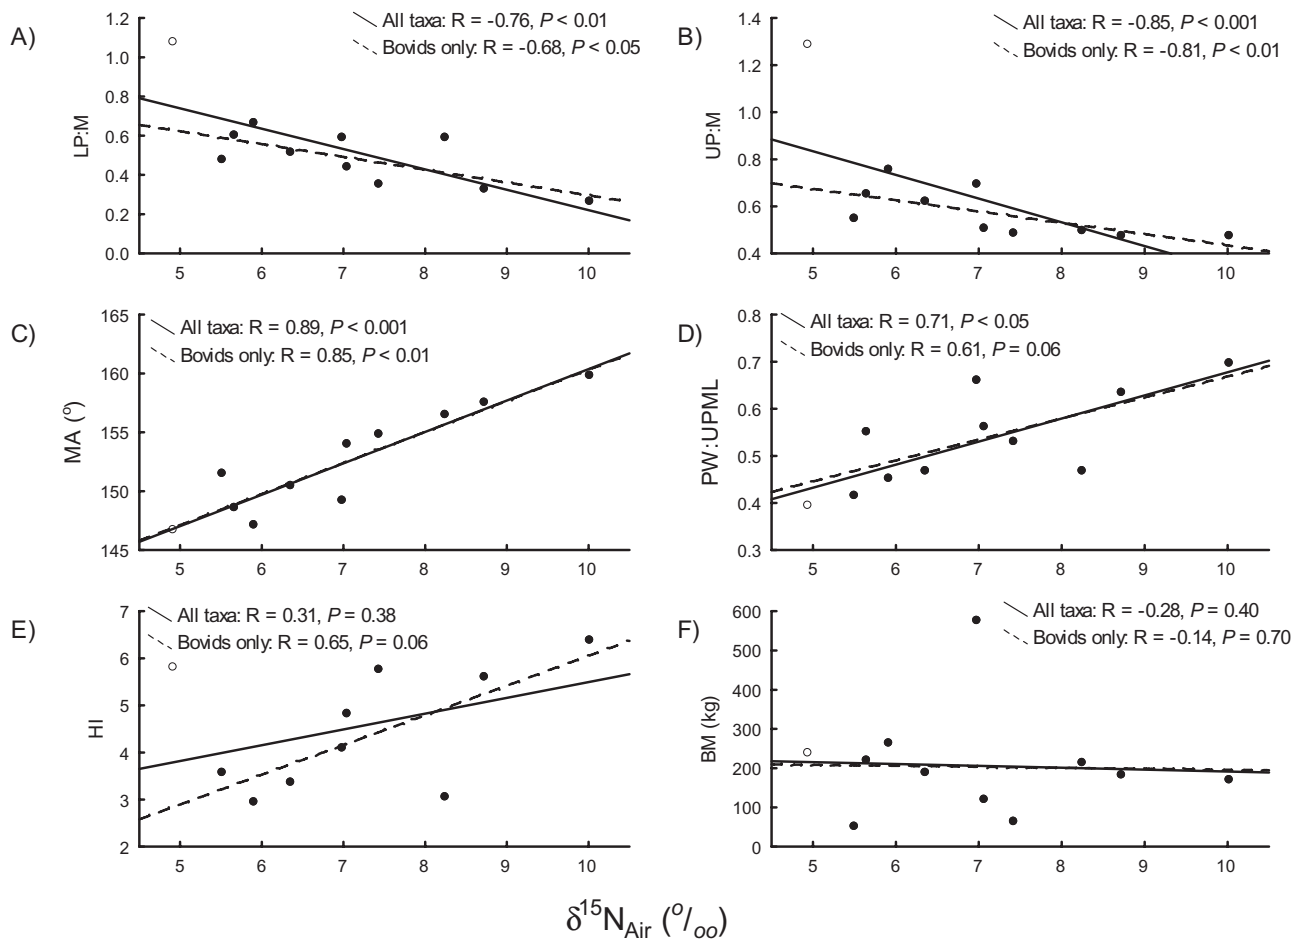 A)
All taxa: R = -0.76, P < 0.01
Bovids only: R = -0.68, P < 0.05
LP:M
1.2
1.0
0.8
0.6
0.4
0.2
0.0
5 6 7 8 9 10
B)
All taxa: R = -0.85, P < 0.001
Bovids only: R = -0.81, P < 0.01
UP:M
1.4
1.2
1.0
0.8
0.6
0.4
5 6 7 8 9 10
C)
All taxa: R = 0.89, P < 0.001
Bovids only: R = 0.85, P < 0.01
MA (°)
165
160
155
150
145
5 6 7 8 9 10
D)
All taxa: R = 0.71, P < 0.05
Bovids only: R = 0.61, P = 0.06
PW:UPML
0.8
0.7
0.6
0.5
0.4
0.3
5 6 7 8 9 10
E)
All taxa: R = 0.31, P = 0.38
Bovids only: R = 0.65, P = 0.06
HI
7
6
5
4
3
2
5 6 7 8 9 10
F)
All taxa: R = -0.28, P = 0.40
Bovids only: R = -0.14, P = 0.70
BM (kg)
600
500
400
300
200
100
0
5 6 7 8 9 10
δ¹⁵N_Air (o/oo)